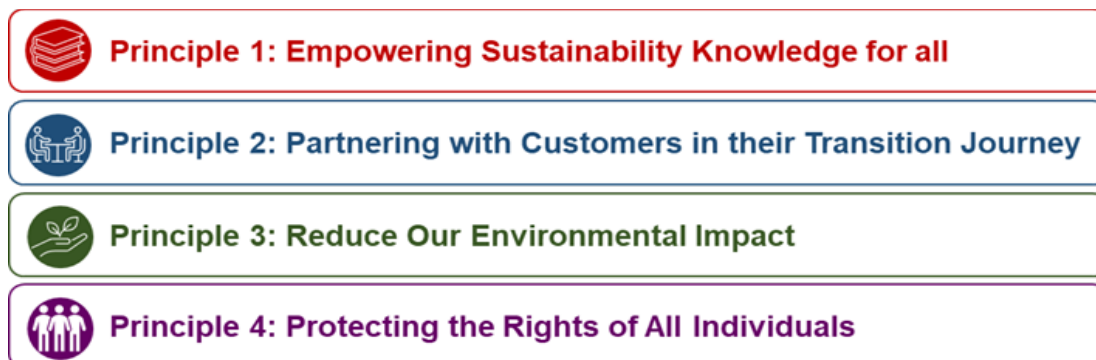 Principle 1: Empowering Sustainability Knowledge for all
Principle 2: Partnering with Customers in their Transition Journey
Principle 3: Reduce Our Environmental Impact
Principle 4: Protecting the Rights of All Individuals